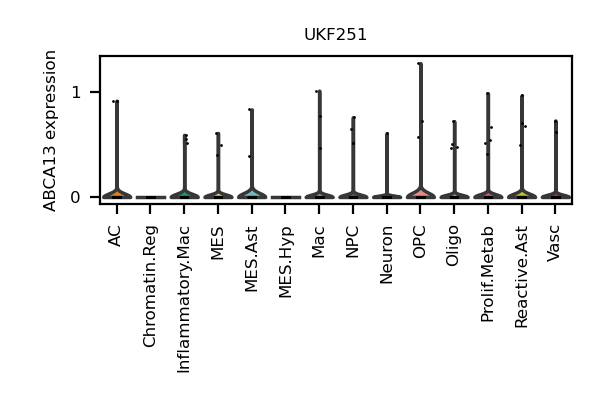 UKF251
ABCA13 expression
1
0
AC
Chromatin.Reg
Inflammatory.Mac
MES
MES.Ast
MES.Hyp
Mac
NPC
Neuron
OPC
Oligo
Prolif.Metab
Reactive.Ast
Vasc